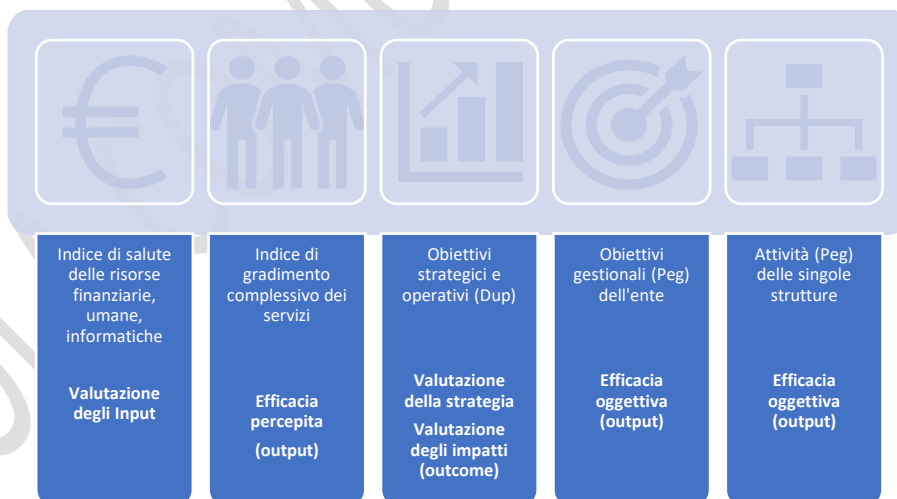 Indice di salute
delle risorse
finanziarie,
umane,
informatiche
Valutazione
degli Input
Indice di
gradimento
complessivo dei
servizi
Efficacia
percepita
(output)
Obiettivi
strategici e
operativi (Dup)
Valutazione
della strategia
Valutazione
degli impatti
(outcome)
Obiettivi
gestionali (Peg)
dell'ente
Efficacia
oggettiva
(output)
Attività (Peg)
delle singole
strutture
Efficacia
oggettiva
(output)